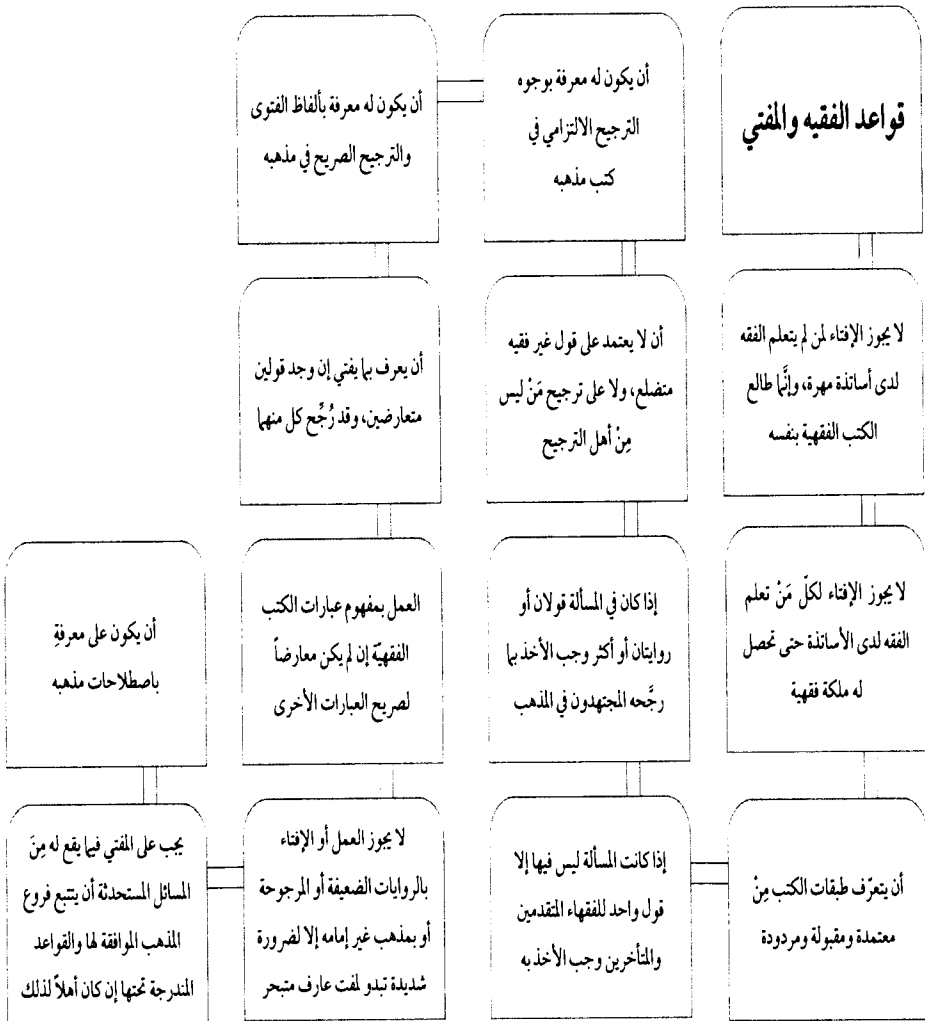 قواعد الفقيه والمفتي
لا يجوز الإفتاء لمن لم يتعلم الفقه
لدى أساتذة مهرة، وإنَّما طالع
الكتب الفقهية بنفسه
لا يجوز الإفتاء لكلّ مَنْ تعلم
الفقه لدى الأساتذة حتى تحصل
له ملكة فقهية
أن يتعرّف طبقات الكتب مِنْ
معتمدة ومقبولة ومردودة
إذا كانت المسألة ليس فيها إلا
قول واحد للفقهاء المتقدمين
والمتأخرين وجب الأخذ به
إذا كان في المسألة قولان أو
روايتان أو أكثر وجب الأخذ بما
رجَّحه المجتهدون في المذهب
أن لا يعتمد على قول غير فقيه
متضلع، ولا على ترجيح مَنْ ليس
مِنْ أهل الترجيح
أن يكون له معرفة بوجوه
الترجيح الالتزامي في
كتب مذهبه
أن يكون له معرفة بألفاظ الفتوى
والترجيح الصريح في مذهبه
أن يعرف بما يفتي إن وجد قولين
متعارضين، وقد رُجِّح كل منهما
العمل بمفهوم عبارات الكتب
الفقهيّة إن لم يكن معارضاً
لصريح العبارات الأخرى
لا يجوز العمل أو الإفتاء
بالروايات الضعيفة أو المرجوحة
أو بمذهب غير إمامه إلا لضرورة
شديدة تبدو لمفت عارف متبحر
يجب على المفتي فيما يقع له مِنَ
المسائل المستحدثة أن يتتبع فروع
المذهب الموافقة لها والقواعد
المندرجة تحتها إن كان أهلاً لذلك
أن يكون على معرفةِ
باصطلاحات مذهبه